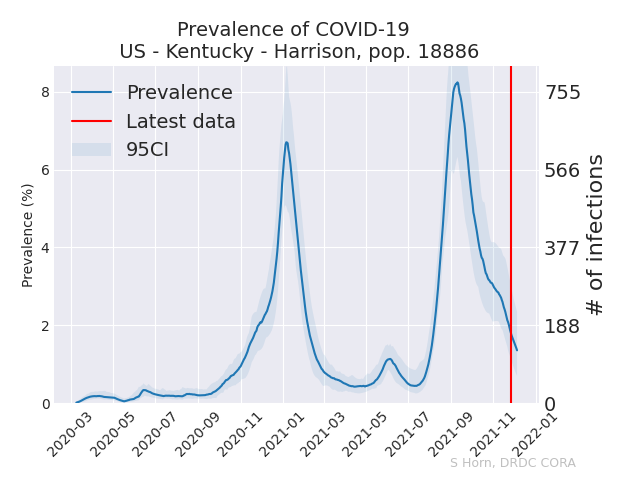 Prevalence of COVID-19
US - Kentucky - Harrison, pop. 18886
Prevalence
Latest data
95CI
Prevalence (%)
8
6
4
2
0
755
566
377
188
0
# of infections
2020-03
2020-05
2020-07
2020-09
2020-11
2021-01
2021-03
2021-05
2021-07
2021-09
2021-11
2022-01
S Horn, DRDC CORA